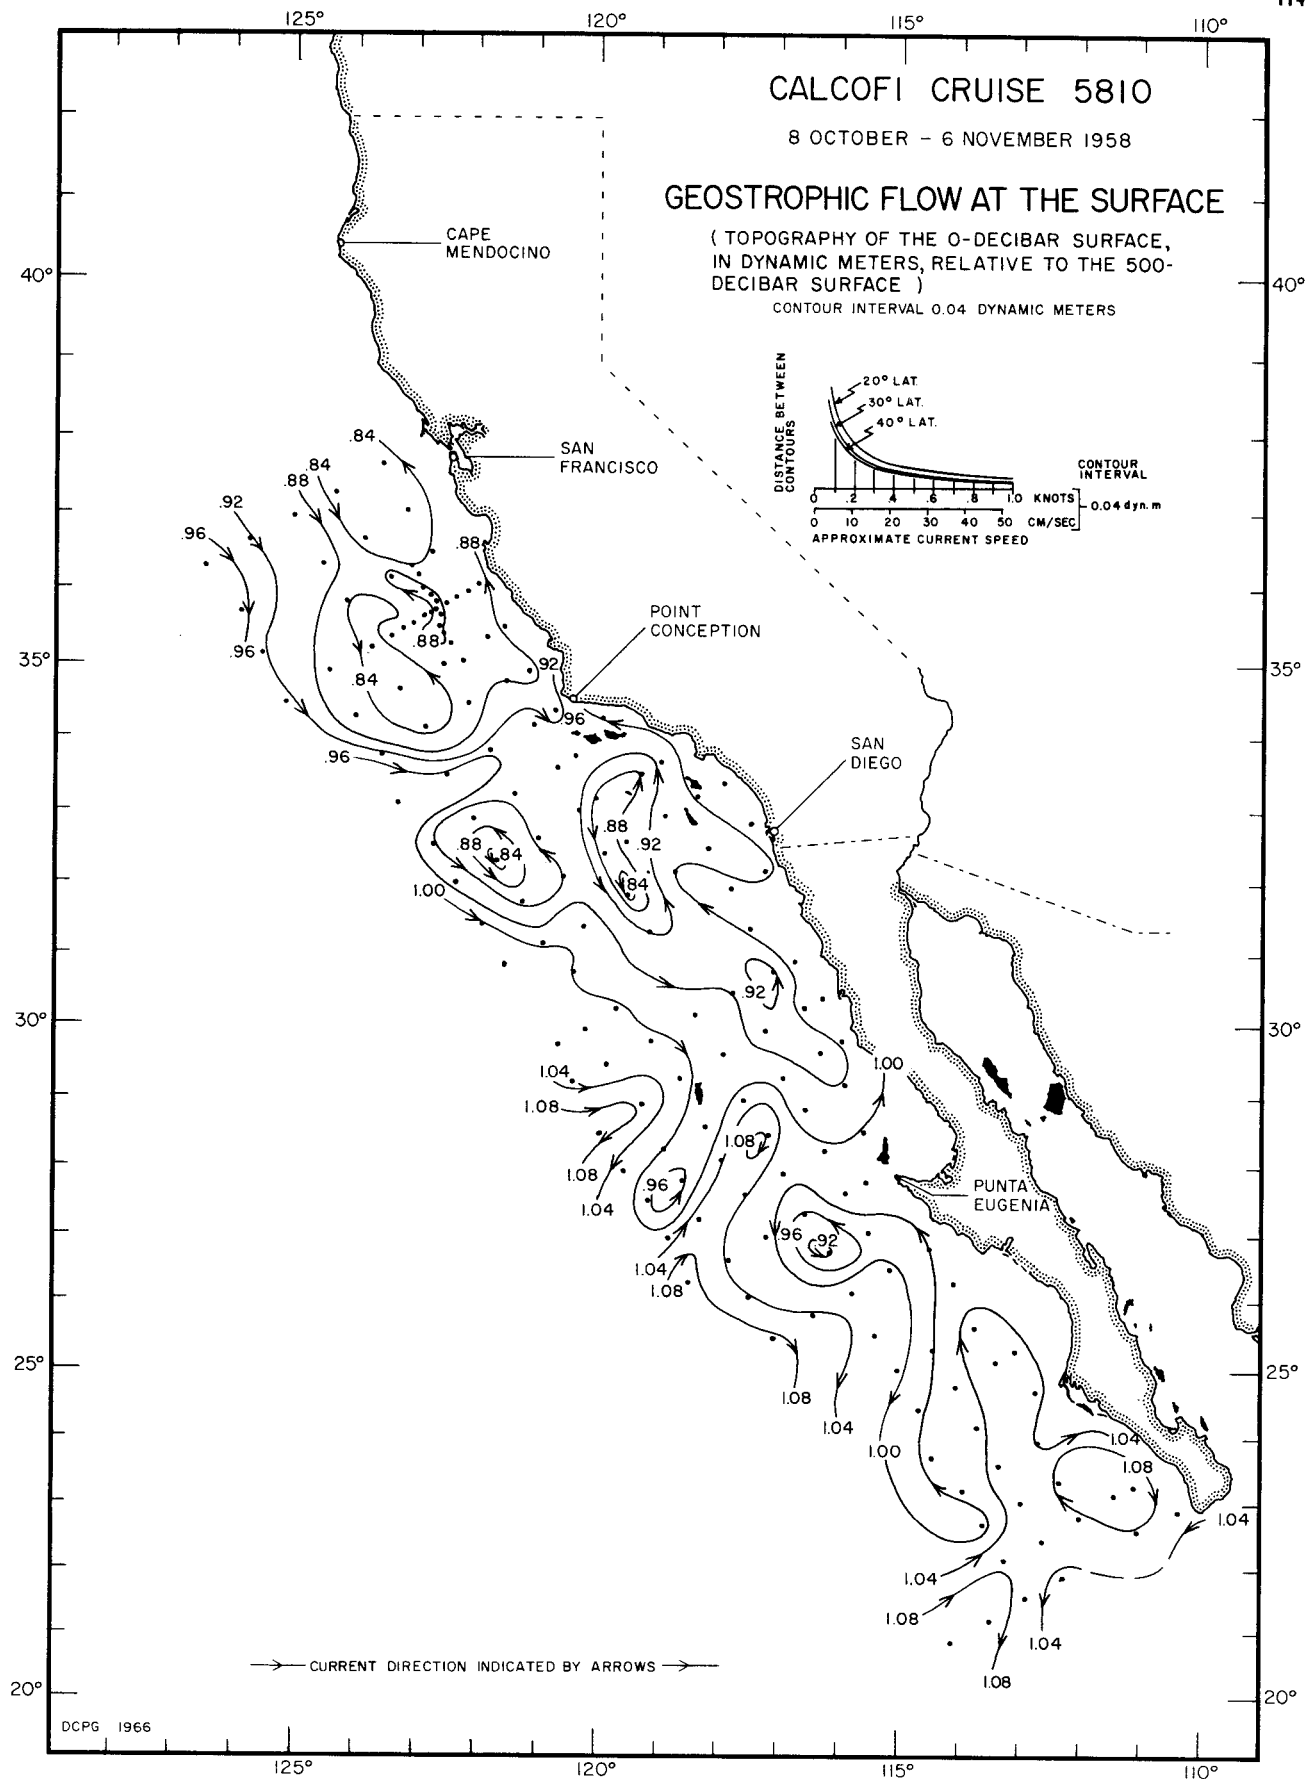 125°
120°
115°
110°
CALCOFI CRUISE 5810
8 OCTOBER - 6 NOVEMBER 1958
GEOSTROPHIC FLOW AT THE SURFACE
( TOPOGRAPHY OF THE 0-DECIBAR SURFACE,
IN DYNAMIC METERS, RELATIVE TO THE 500-
DECIBAR SURFACE )
CONTOUR INTERVAL 0.04 DYNAMIC METERS
CAPE
MENDOCINO
40°
40°
DISTANCE BETWEEN
CONTOURS
20° LAT.
30° LAT.
40° LAT.
0 .2 .4 .6 .8 1.0 KNOTS
0 10 20 30 40 50 CM/SEC
APPROXIMATE CURRENT SPEED
CONTOUR
INTERVAL
0.04 dyn. m
SAN
FRANCISCO
.84
.84
.88
.92
.96
.88
POINT
CONCEPTION
.88
.96
35°
35°
.84
.92
.96
.96
SAN
DIEGO
.88
.92
.88
.84
.84
1.00
.92
30°
30°
1.00
1.04
1.08
1.08
1.08
.96
1.04
PUNTA
EUGENIA
.96
.92
1.04
1.08
25°
25°
1.08
1.04
1.00
1.04
1.08
1.04
1.04
1.08
1.04
1.08
CURRENT DIRECTION INDICATED BY ARROWS
20°
20°
DCPG 1966
125°
120°
115°
110°